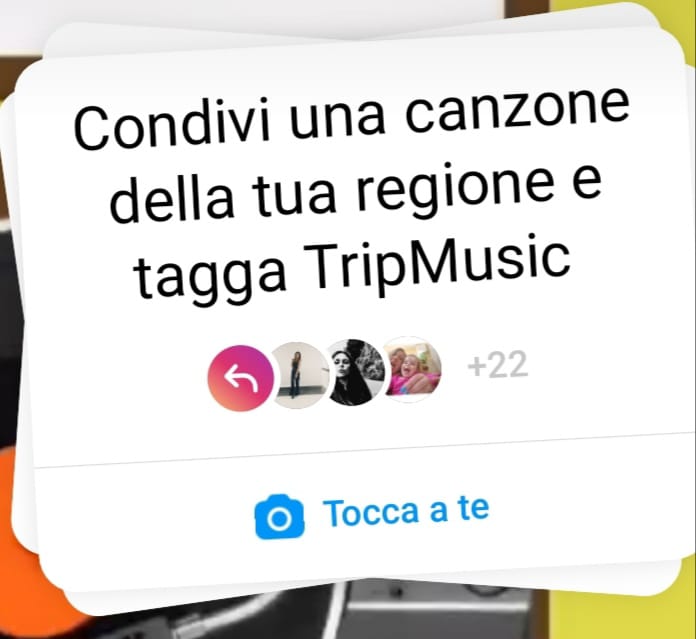 Condivi una canzone
della tua regione e
tagga TripMusic
+22
Tocca a te